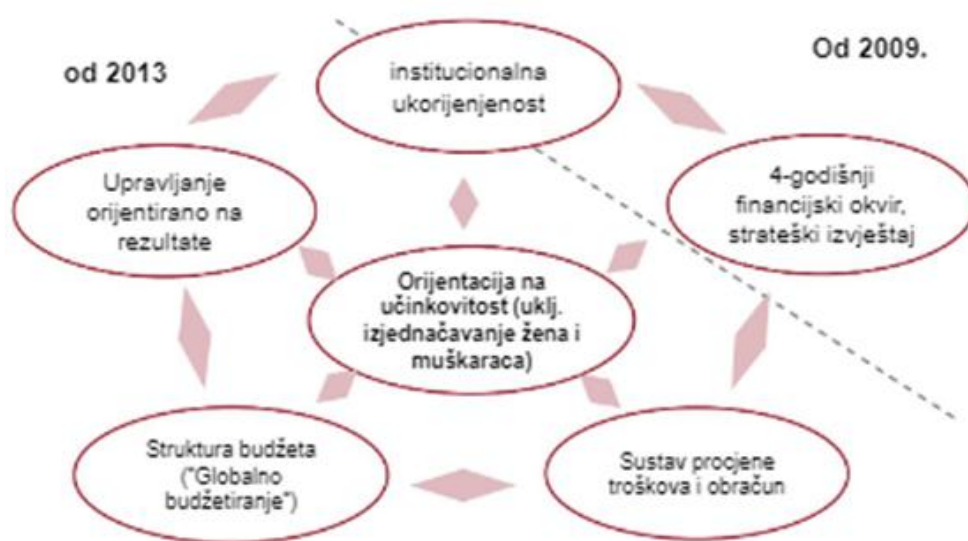 od 2013
Od 2009.
institucionalna
ukorijenjenost
Upravljanje
orijentirano na
rezultate
4-godišnji
financijski okvir,
strateški izvještaj
Orijentacija na
učinkovitost (uklj.
izjednačavanje žena i
muškaraca)
Struktura budžeta
("Globalno
budžetiranje")
Sustav procjene
troškova i obračun